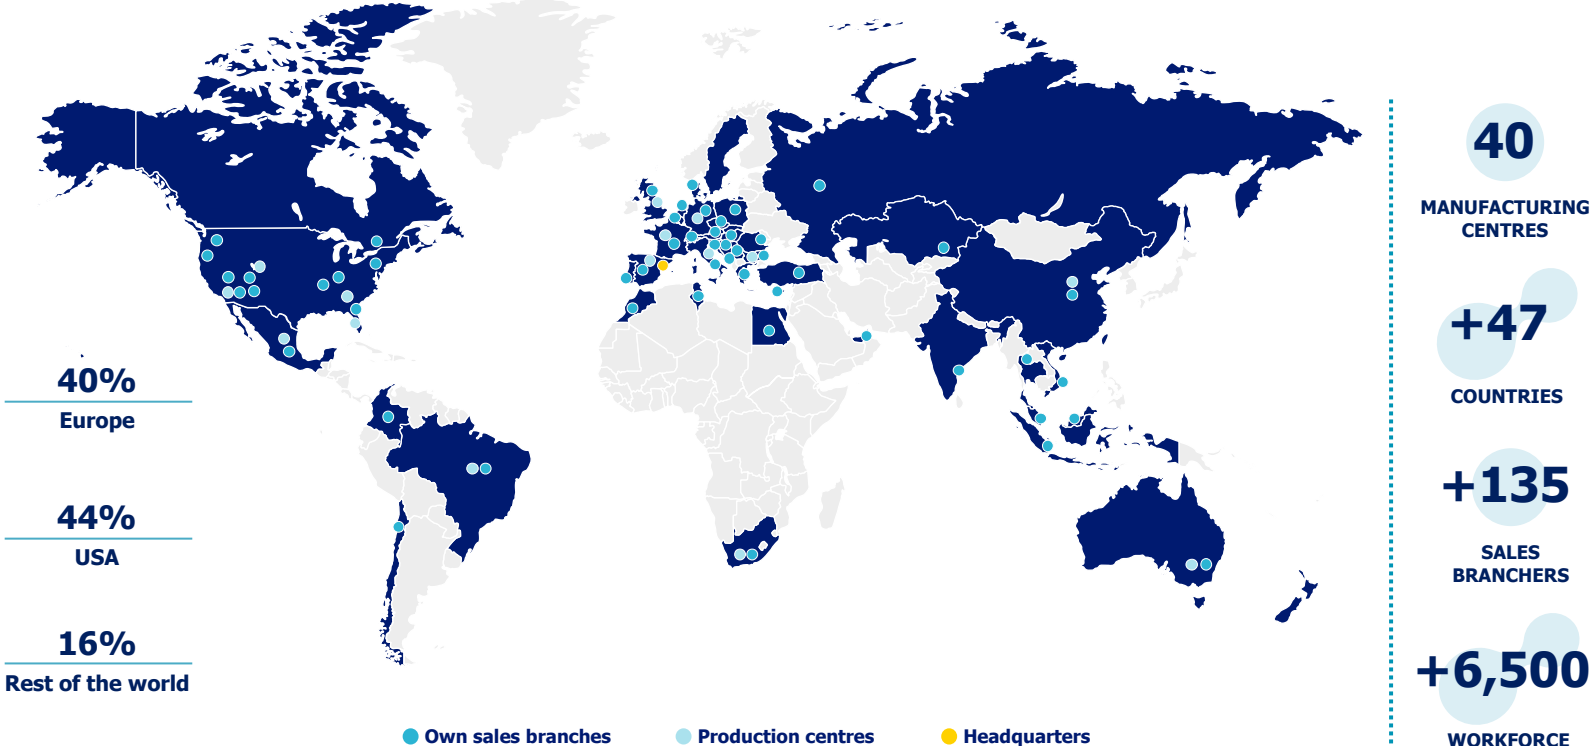 40%
Europe
44%
USA
16%
Rest of the world
40
MANUFACTURING
CENTRES
+47
COUNTRIES
+135
SALES
BRANCHERS
+6,500
WORKFORCE
Own sales branches
Production centres
Headquarters